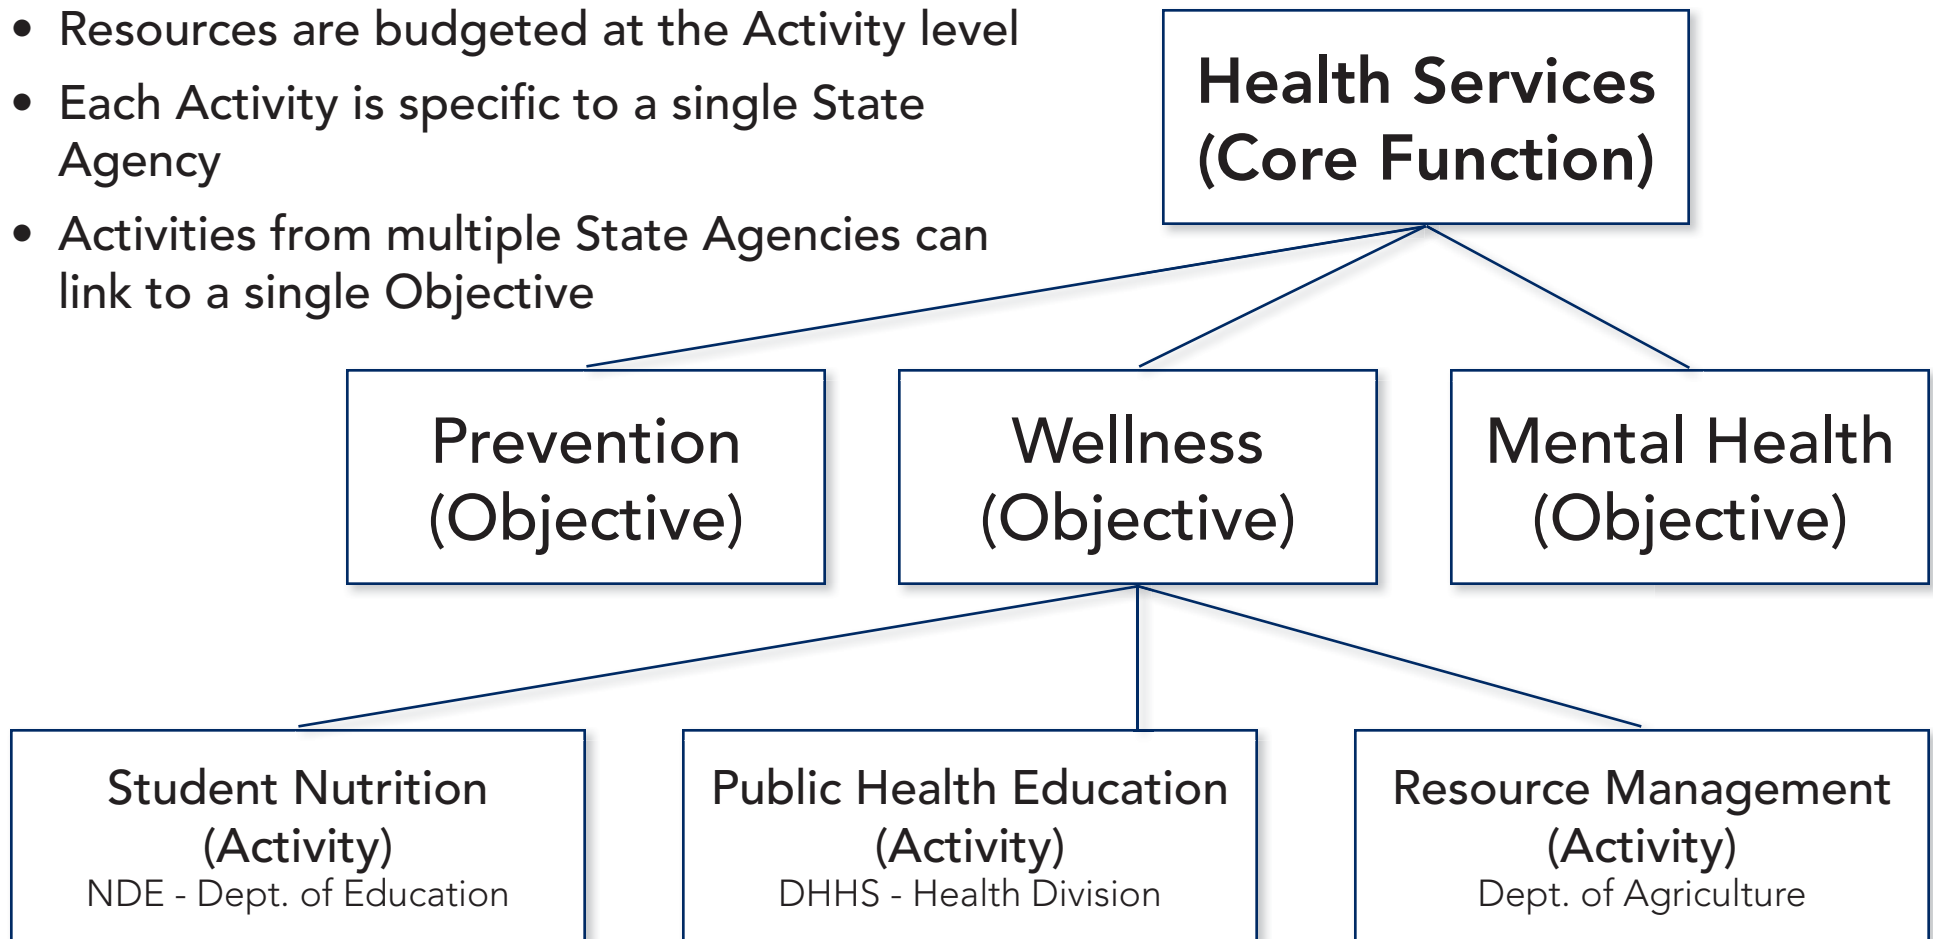 • Resources are budgeted at the Activity level
• Each Activity is specific to a single State
Agency
• Activities from multiple State Agencies can
link to a single Objective
Health Services
(Core Function)
Prevention
(Objective)
Wellness
(Objective)
Mental Health
(Objective)
Student Nutrition
(Activity)
NDE - Dept. of Education
Public Health Education
(Activity)
DHHS - Health Division
Resource Management
(Activity)
Dept. of Agriculture